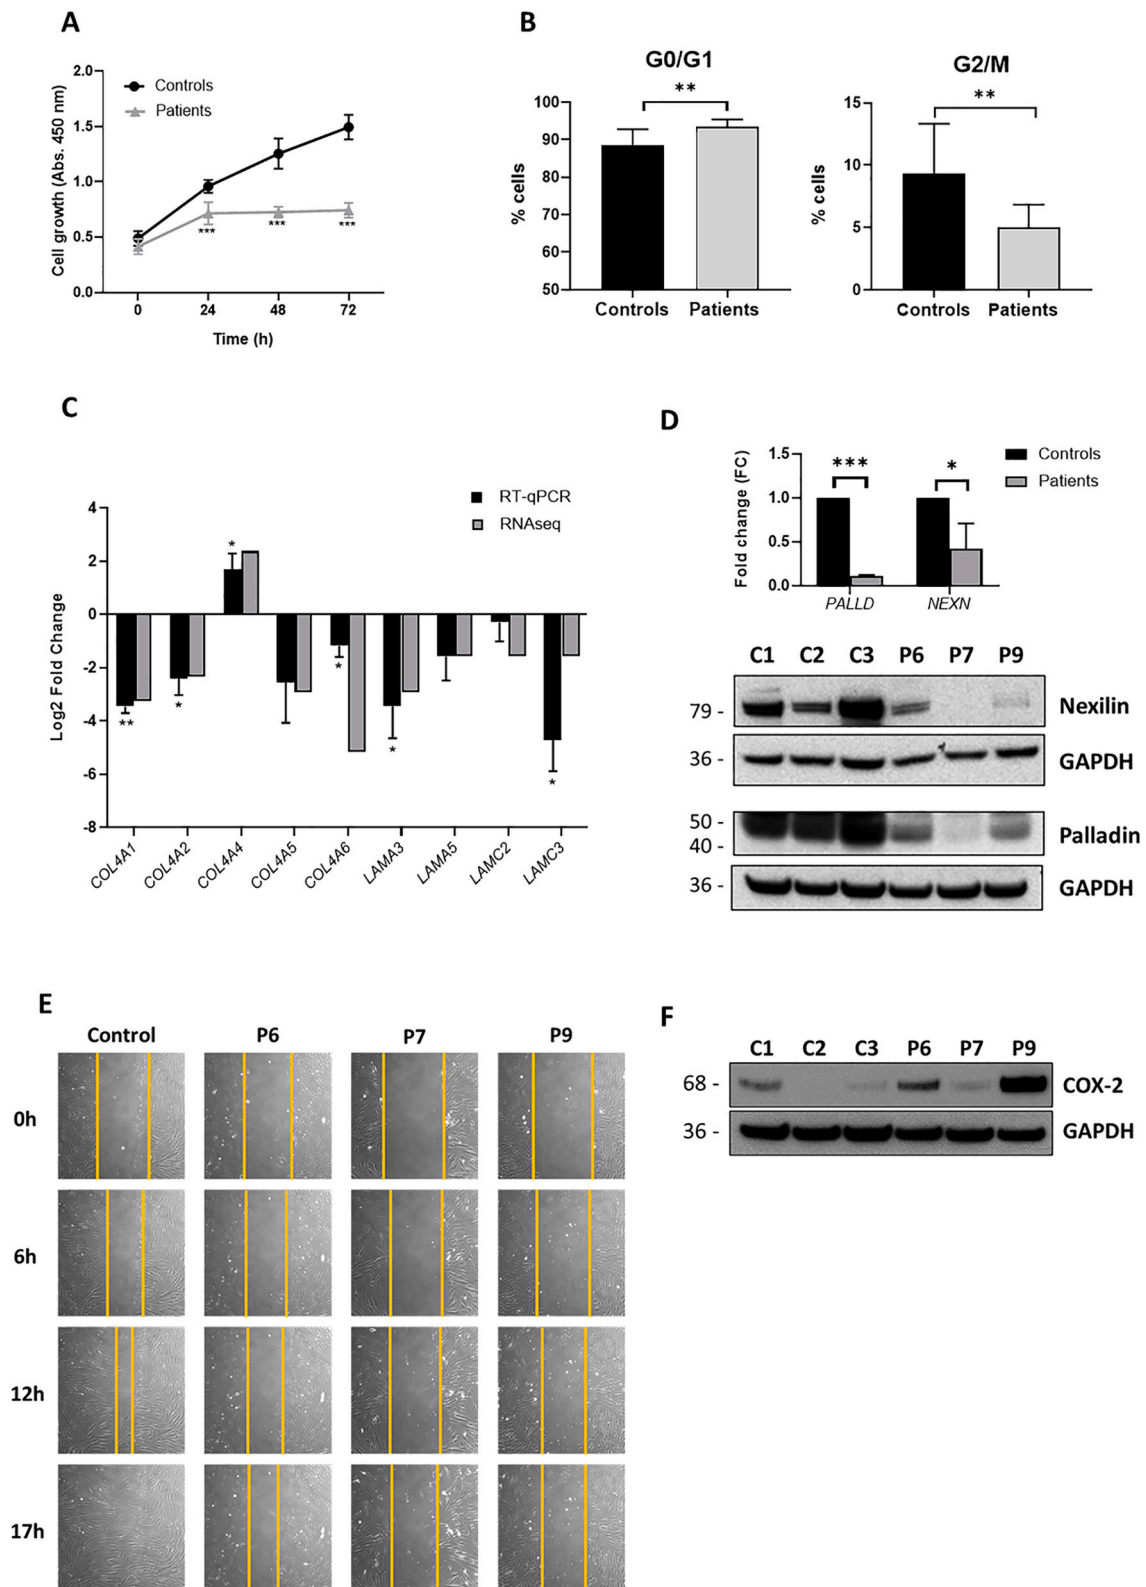 A
Controls
Patients
Cell growth (Abs. 450 nm)
2.0
1.5
1.0
0.5
0.0
***
***
***
0 24 48 72
Time (h)
B
G0/G1
**
% cells
100
90
80
70
60
50
Controls Patients
G2/M
**
% cells
15
10
5
0
Controls Patients
C
RT-qPCR
RNAseq
Log2 Fold Change
4
2
0
-2
-4
-6
-8
**
*
*
*
*
*
COL4A1
COL4A2
COL4A4
COL4A5
COL4A6
LAMA3
LAMA5
LAMC2
LAMC3
D
Controls
Patients
Fold change (FC)
1.5
1.0
0.5
0.0
***
*
PALLD NEXN
C1 C2 C3 P6 P7 P9
79 - Nexilin
36 - GAPDH
50 -
40 -
Palladin
36 - GAPDH
E
Control P6 P7 P9
0h
6h
12h
17h
F
C1 C2 C3 P6 P7 P9
68 - COX-2
36 - GAPDH